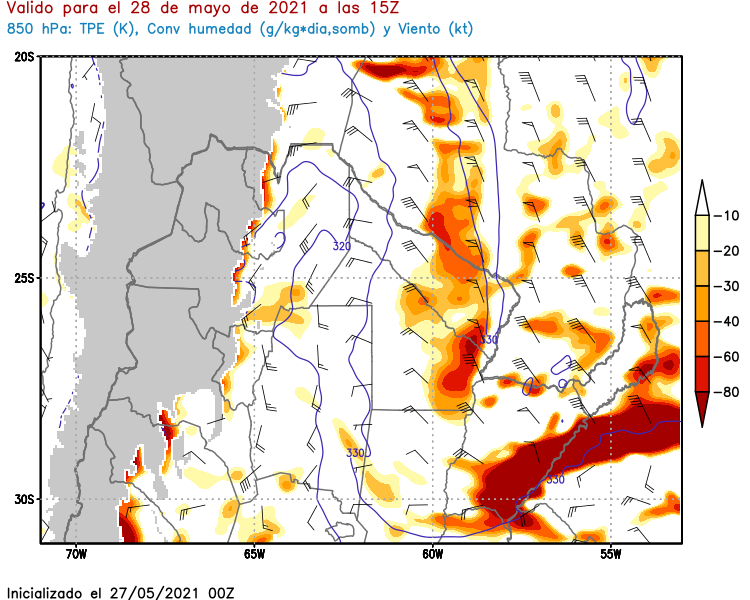 Valido para el 28 de mayo de 2021 a las 15Z
850 hPa: TPE (K), Conv humedad (g/kg*dia,somb) y Viento (kt)
20S
320
-10
-20
25S
-30
330
-40
-60
-80
330
330
30S
70W 65W 60W 55W
Inicializado el 27/05/2021 00Z